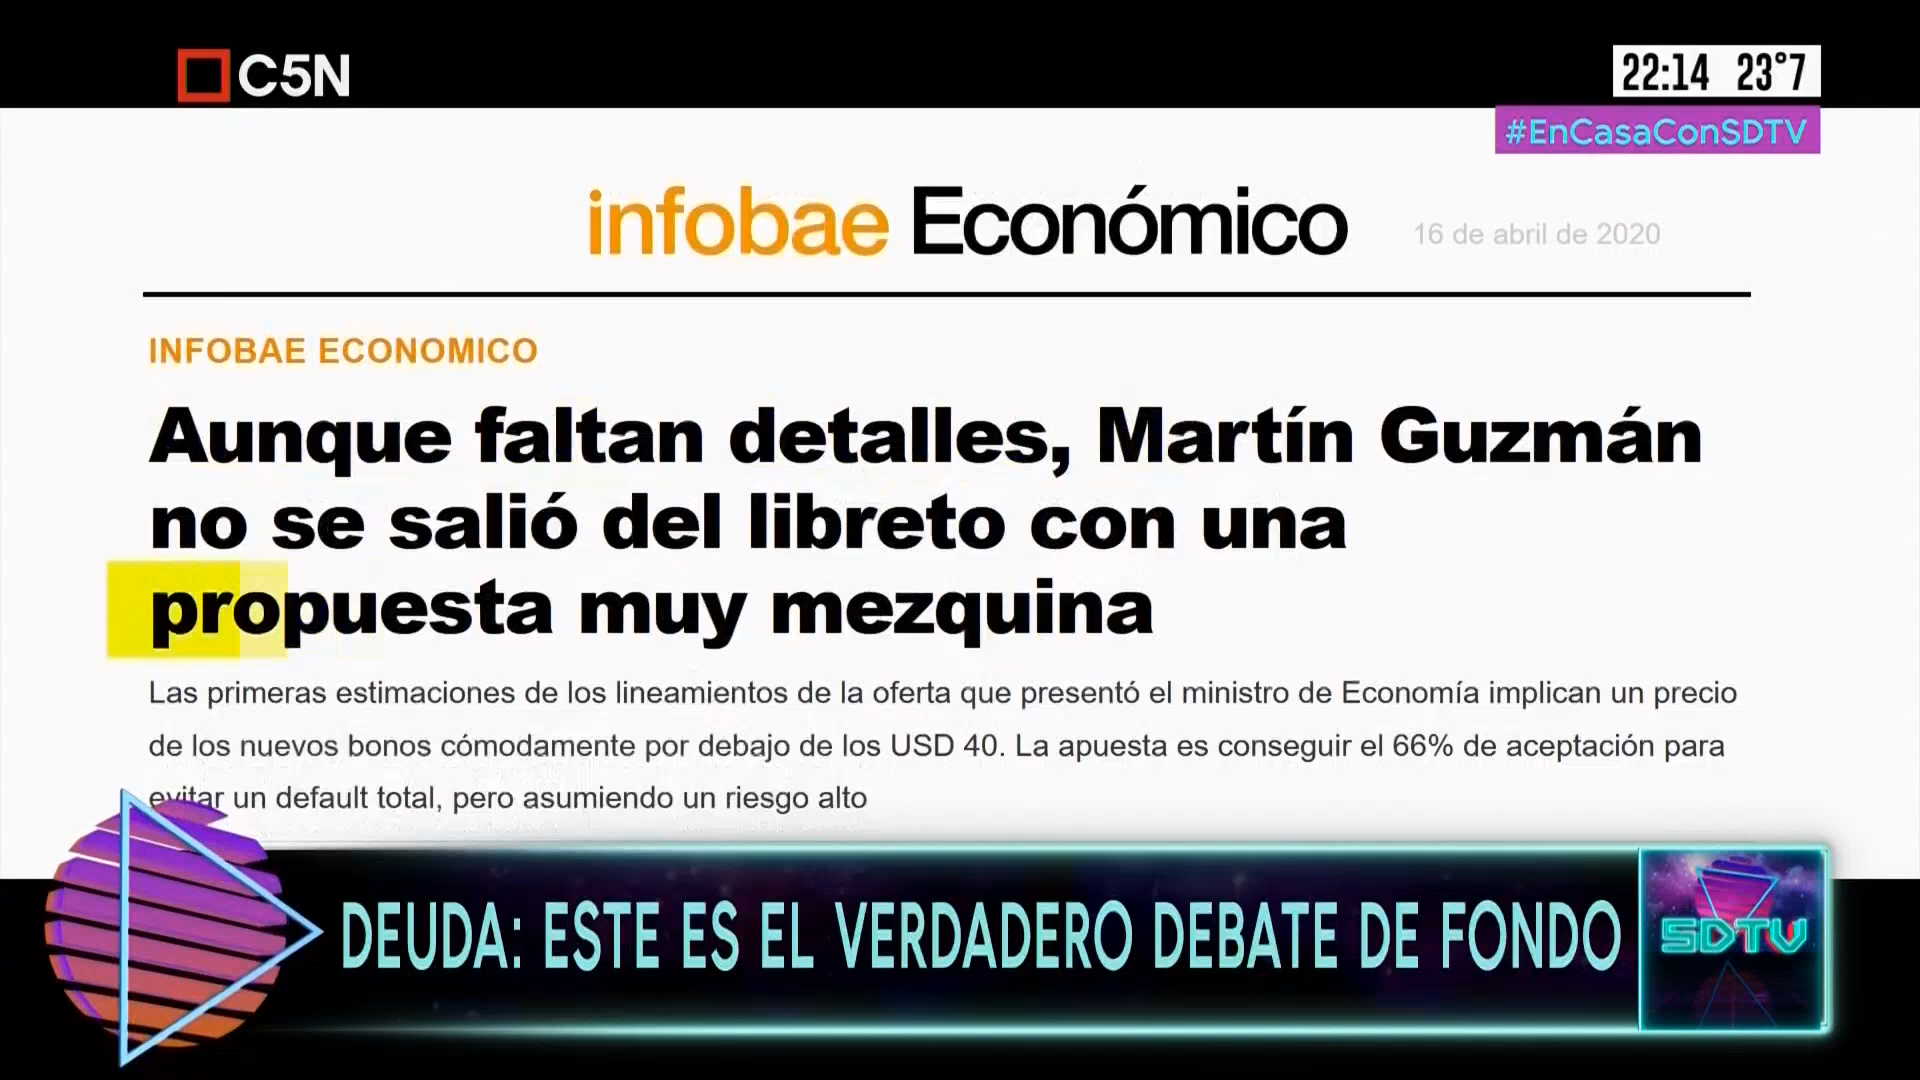 C5N
22:14 23°7
#EnCasaConSDTV
infobae Económico
16 de abril de 2020
INFOBAE ECONOMICO
Aunque faltan detalles, Martín Guzmán
no se salió del libreto con una
propuesta muy mezquina
Las primeras estimaciones de los lineamientos de la oferta que presentó el ministro de Economía implican un precio
de los nuevos bonos cómodamente por debajo de los USD 40. La apuesta es conseguir el 66% de aceptación para
evitar un default total, pero asumiendo un riesgo alto
DEUDA: ESTE ES EL VERDADERO DEBATE DE FONDO
SDTV